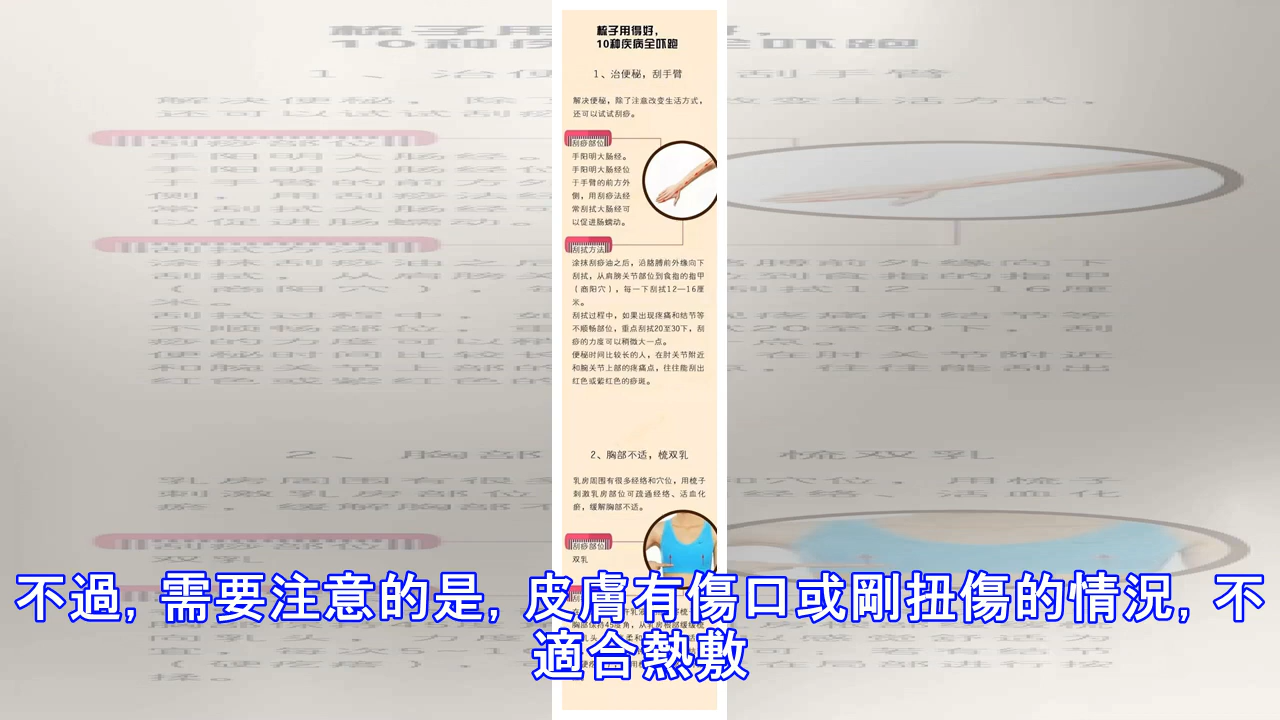 梳子用得好，
10种疾病全吓跑
1、治便秘，刮手臂
解决便秘，除了注意改变生活方式，
还可以试试刮痧。
刮痧部位
手阳明大肠经。
手阳明大肠经位
于手臂的前方外
侧，用刮痧法经
常刮拭大肠经可
以促进肠蠕动。
刮拭方法
涂抹刮痧油之后，沿胳膊前外缘向下
刮拭，从肩膀关节部位到食指的指甲
（商阳穴），每一下刮拭12—16厘
米。
刮拭过程中，如果出现疼痛和结节等
不顺畅部位，重点刮拭20至30下，刮
痧的力度可以稍微大一点。
便秘时间比较长的人，在肘关节附近
和腕关节上部的疼痛点，往往能刮出
红色或紫红色的痧斑。
2、胸部不适，梳双乳
乳房周围有很多经络和穴位，用梳子
刺激乳房部位可疏通经络、活血化
瘀，缓解胸部不适。
刮痧部位
双乳
不過，需要注意的是，皮膚有傷口或剛扭傷的情況，不
適合熱敷